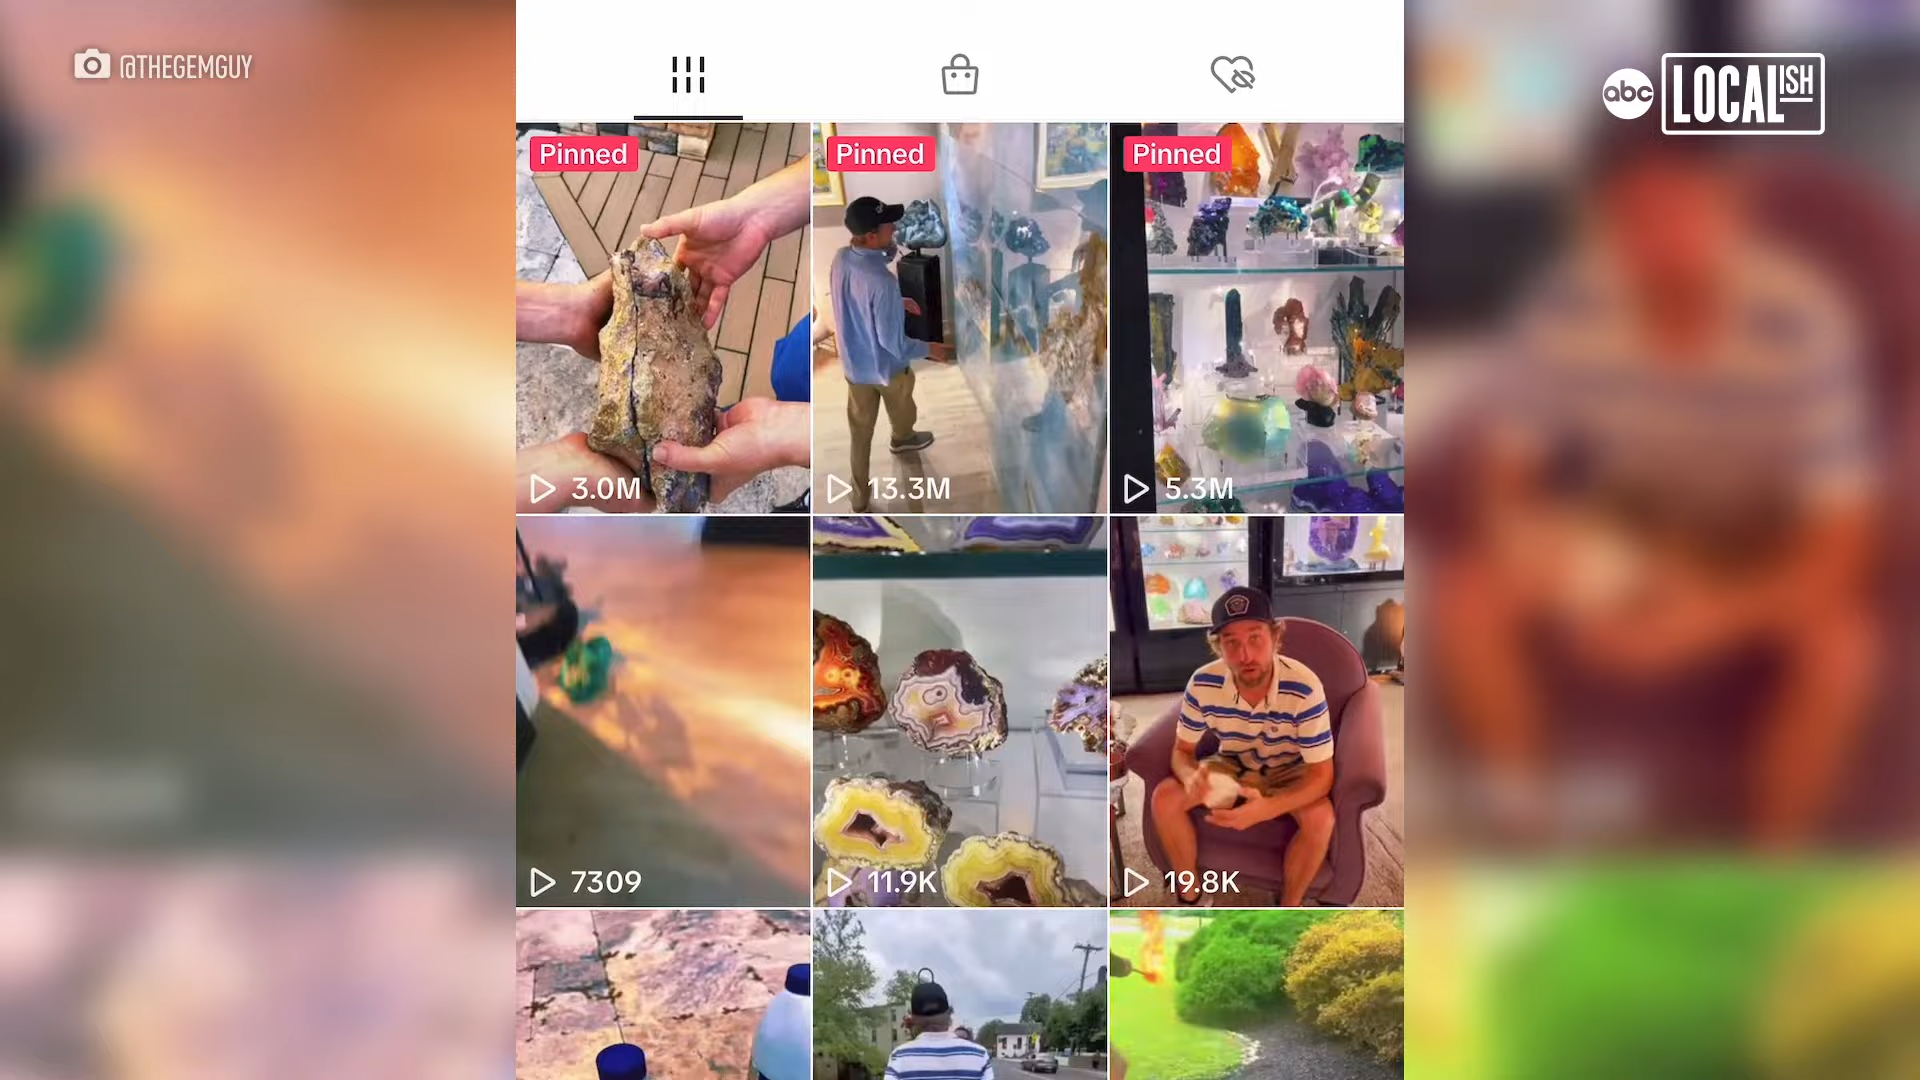 @THEGEMGUY
abc LOCALISH
Pinned
Pinned
Pinned
3.0M
13.3M
5.3M
7309
11.9K
19.8K